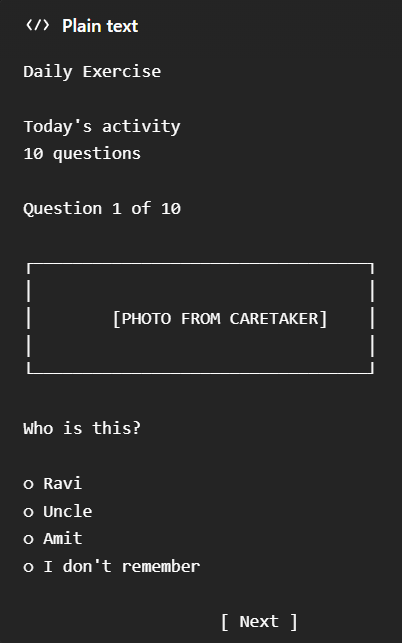 Plain text
Daily Exercise
Today's activity
10 questions
Question 1 of 10
[PHOTO FROM CARETAKER]
Who is this?
o Ravi
o Uncle
o Amit
o I don't remember
[ Next ]